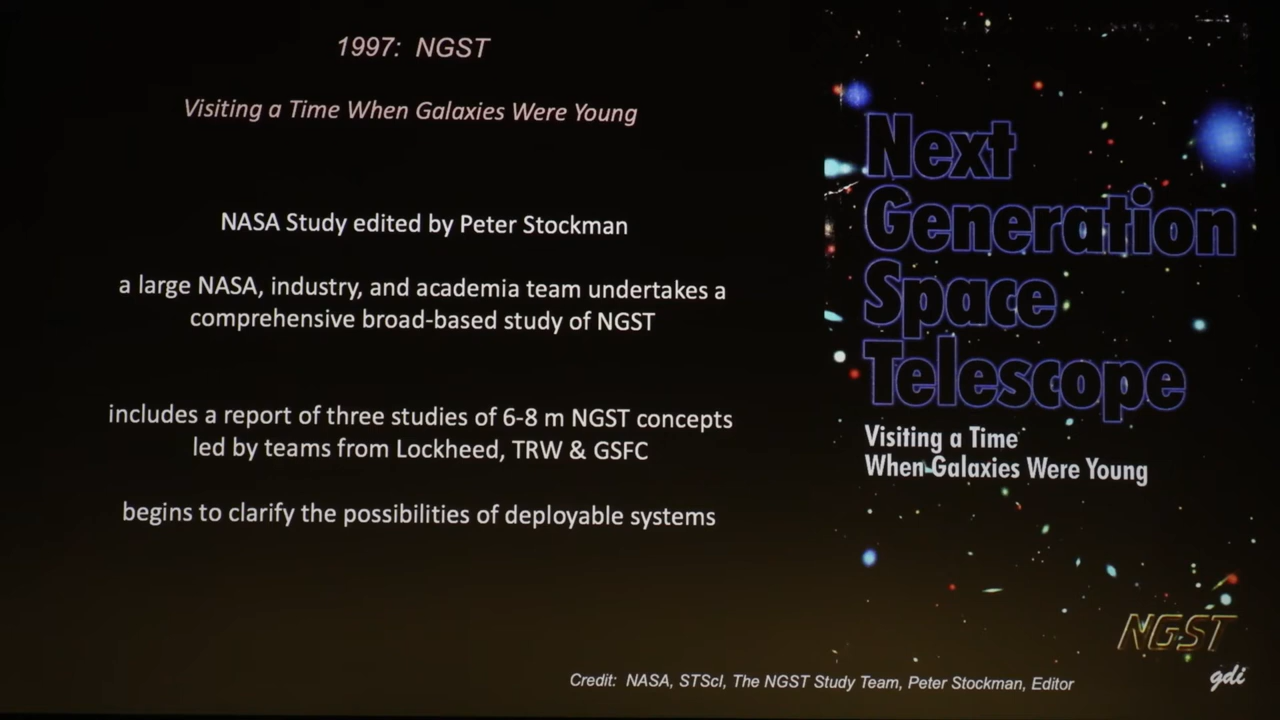 1997: NGST
Visiting a Time When Galaxies Were Young
NASA Study edited by Peter Stockman
a large NASA, industry, and academia team undertakes a
comprehensive broad-based study of NGST
includes a report of three studies of 6-8 m NGST concepts
led by teams from Lockheed, TRW & GSFC
begins to clarify the possibilities of deployable systems
Next
Generation
Space
Telescope
Visiting a Time
When Galaxies Were Young
NGST
gdi
Credit: NASA, STScI, The NGST Study Team, Peter Stockman, Editor